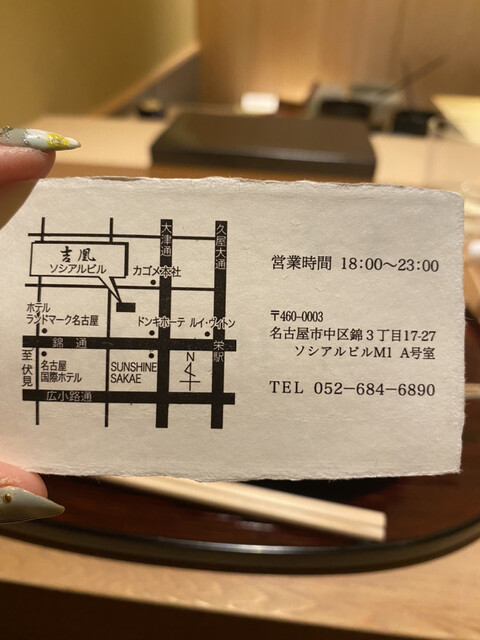 大津通
久屋大通
吉凰
ソシアルビル
カゴメ本社
ホテル
ランドマーク名古屋
ドンキホーテ
ルイ・ヴィトン
錦通
栄駅
至伏見
名古屋
国際ホテル
SUNSHINE
SAKAE
N
広小路通
営業時間 18:00〜23:00
〒460-0003
名古屋市中区錦3丁目17-27
ソシアルビルM1 A号室
TEL 052-684-6890